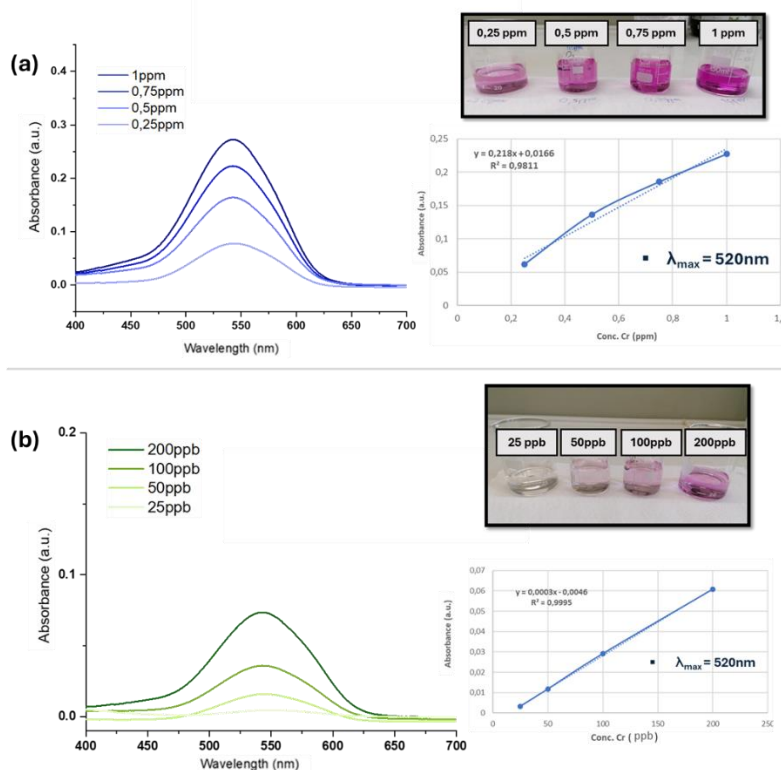 (a)
0.4
0.3
0.2
0.1
0.0
Absorbance (a.u.)
1ppm
0,75ppm
0,5ppm
0,25ppm
400 450 500 550 600 650 700
Wavelength (nm)
0,25 ppm 0,5 ppm 0,75 ppm 1 ppm
0,25
0,2
0,15
0,1
0,05
0
Absorbance (a.u.)
y = 0,218x + 0,0166
R² = 0,9811
λmax = 520nm
0 0,2 0,4 0,6 0,8 1 1,
Conc. Cr (ppm)
(b)
0.2
0.1
0.0
Absorbance (a.u.)
200ppb
100ppb
50ppb
25ppb
400 450 500 550 600 650 700
Wavelength (nm)
25 ppb 50ppb 100ppb 200ppb
0,07
0,06
0,05
0,04
0,03
0,02
0,01
0
Absorbance (a.u.)
y = 0,0003x - 0,0046
R² = 0,9995
λmax = 520nm
0 50 100 150 200 250
Conc. Cr ( ppb)